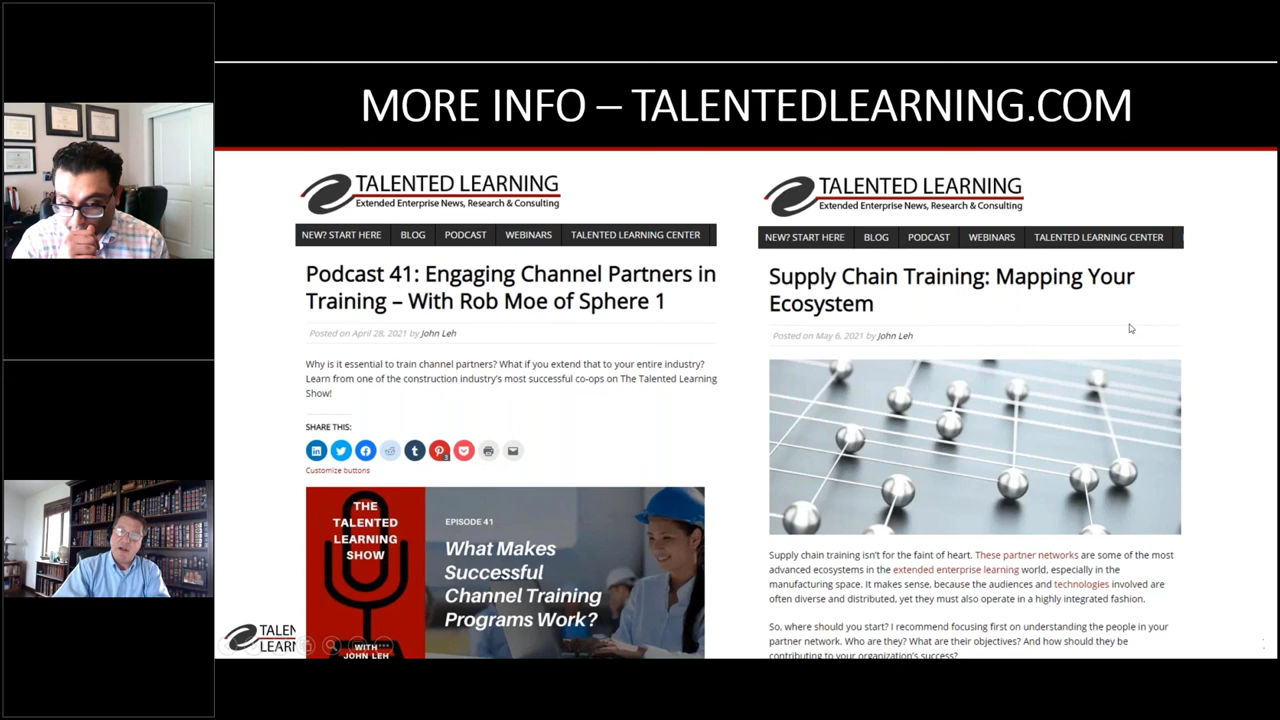 MORE INFO – TALENTEDLEARNING.COM
TALENTED LEARNING
Extended Enterprise News, Research & Consulting
NEW? START HERE BLOG PODCAST WEBINARS TALENTED LEARNING CENTER
Podcast 41: Engaging Channel Partners in
Training – With Rob Moe of Sphere 1
Posted on April 28, 2021 by John Leh
Why is it essential to train channel partners? What if you extend that to your entire industry?
Learn from one of the construction industry's most successful co-ops on The Talented Learning
Show!
SHARE THIS:
3
Customize buttons
THE
TALENTED
LEARNING
SHOW
WITH
JOHN LEH
EPISODE 41
What Makes
Successful
Channel Training
Programs Work?
TALEN
LEARN
TALENTED LEARNING
Extended Enterprise News, Research & Consulting
NEW? START HERE BLOG PODCAST WEBINARS TALENTED LEARNING CENTER
Supply Chain Training: Mapping Your
Ecosystem
Posted on May 6, 2021 by John Leh
Supply chain training isn't for the faint of heart. These partner networks are some of the most
advanced ecosystems in the extended enterprise learning world, especially in the
manufacturing space. It makes sense, because the audiences and technologies involved are
often diverse and distributed, yet they must also operate in a highly integrated fashion.
So, where should you start? I recommend focusing first on understanding the people in your
partner network. Who are they? What are their objectives? And how should they be
contributing to your organization's success?